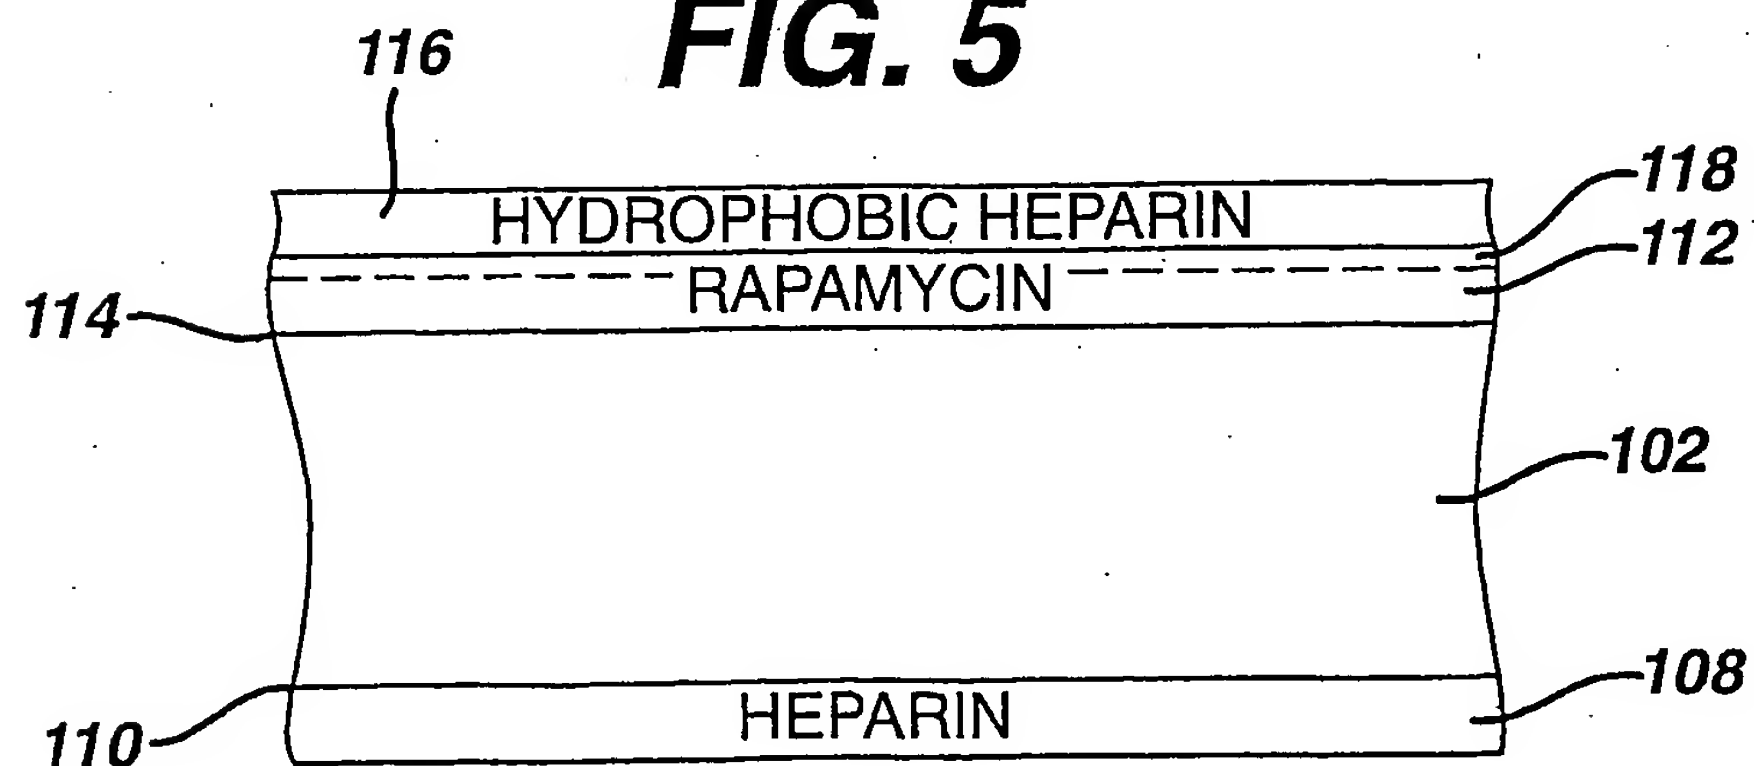 FIG. 5
116
HYDROPHOBIC HEPARIN
118
112
RAPAMYCIN
114
102
108
HEPARIN
110